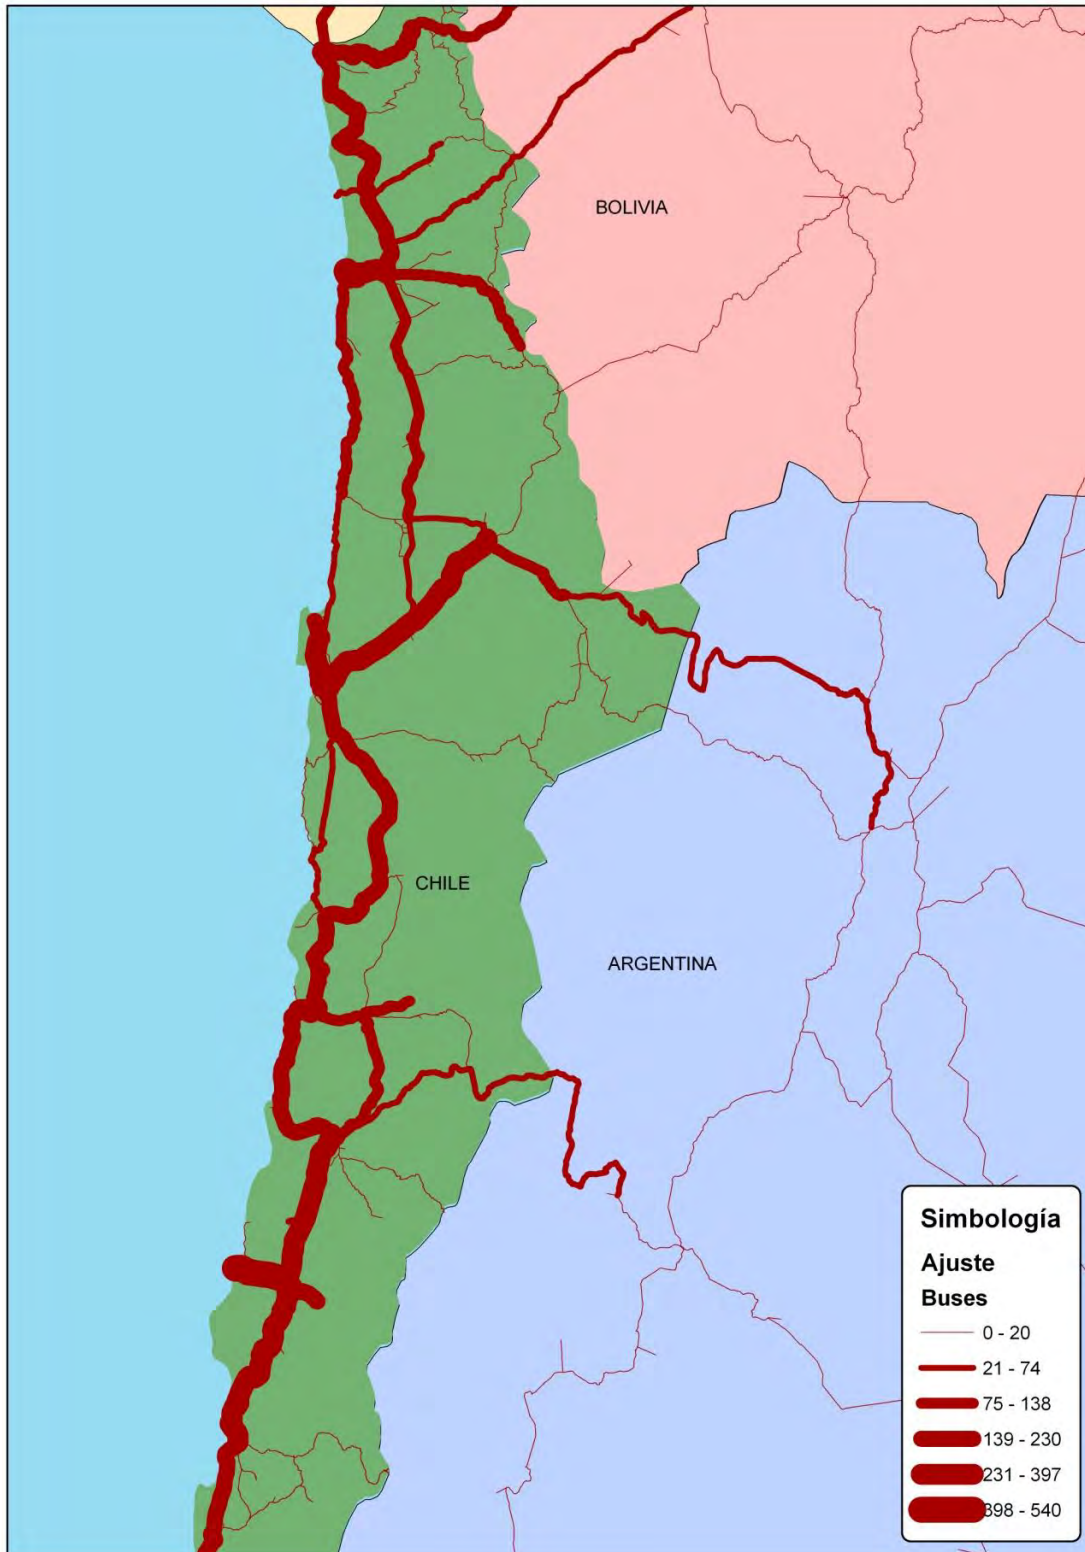 BOLIVIA
CHILE
ARGENTINA
Simbología
Ajuste
Buses
0 - 20
21 - 74
75 - 138
139 - 230
231 - 397
398 - 540